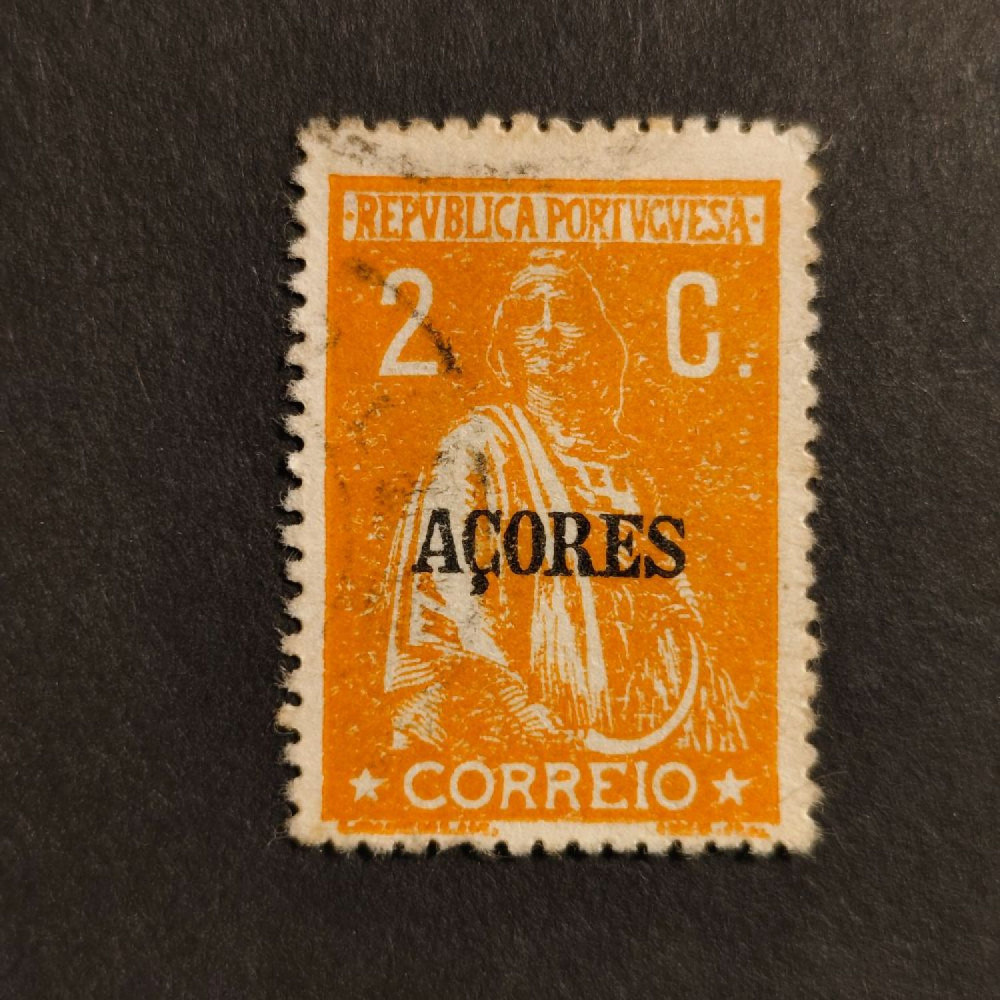 ·REPVBLICA PORTVGVESA·
2 C.
AÇORES
CORREIO